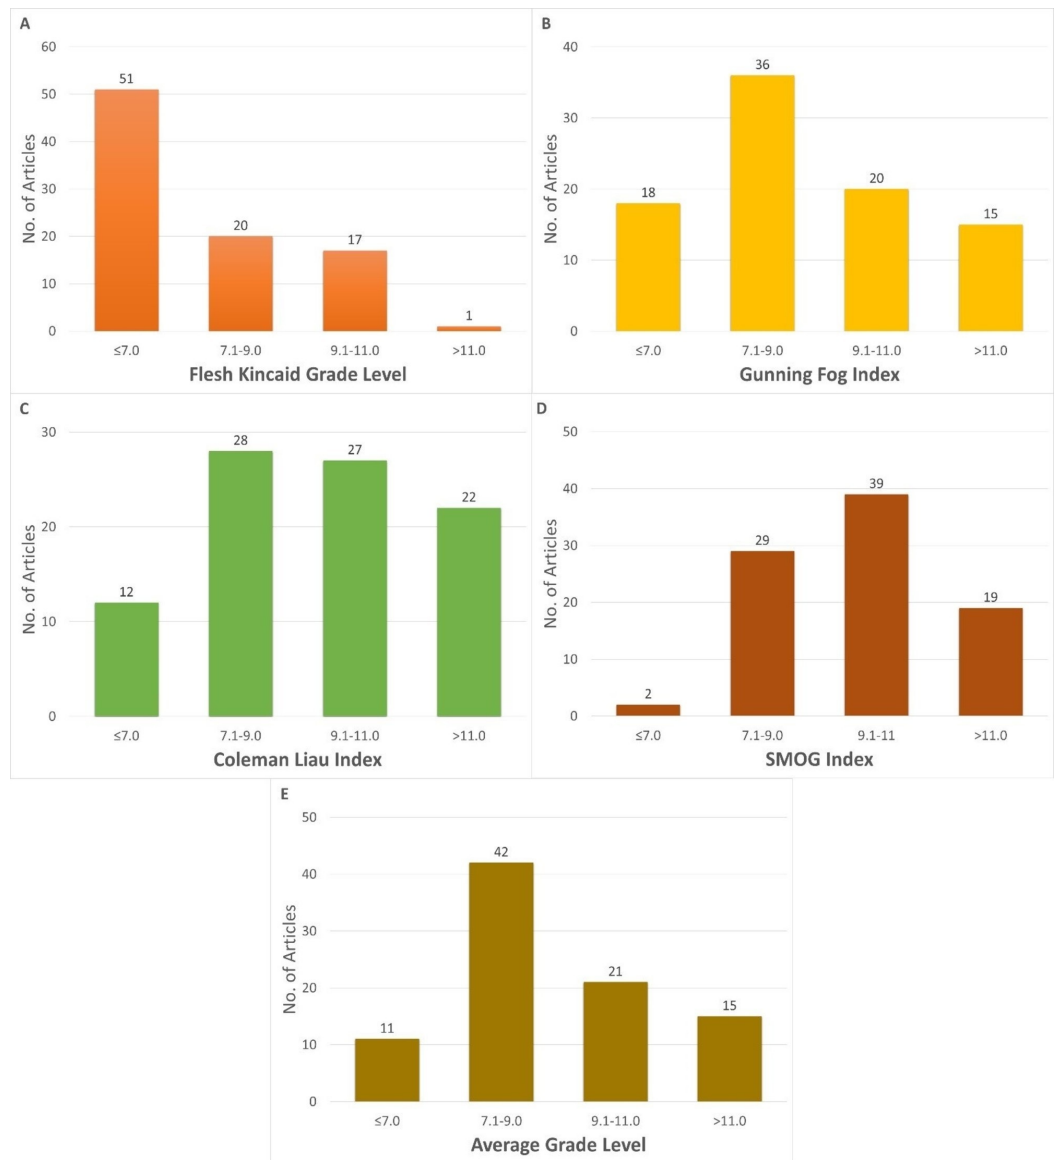 A
60
50
40
30
20
10
0
No. of Articles
51
20
17
1
≤7.0 7.1-9.0 9.1-11.0 >11.0
Flesh Kincaid Grade Level
B
40
30
20
10
0
No. of Articles
18
36
20
15
≤7.0 7.1-9.0 9.1-11.0 >11.0
Gunning Fog Index
C
30
20
10
0
No. of Articles
12
28
27
22
≤7.0 7.1-9.0 9.1-11.0 >11.0
Coleman Liau Index
D
50
40
30
20
10
0
No. of Articles
2
29
39
19
≤7.0 7.1-9.0 9.1-11 >11.0
SMOG Index
E
50
40
30
20
10
0
No. of Articles
11
42
21
15
≤7.0 7.1-9.0 9.1-11.0 >11.0
Average Grade Level